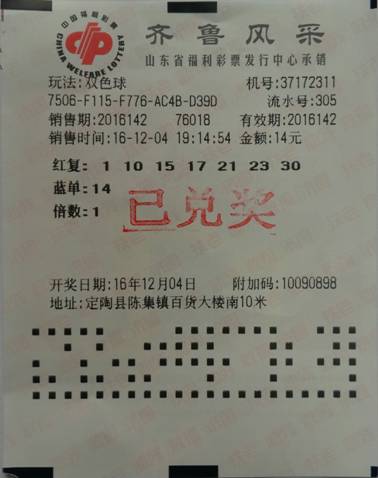 中国福利彩票
CHINA WELFARE LOTTERY
齐鲁风采
山东省福利彩票发行中心承销
玩法:双色球 机号:37172311
7506-F115-F776-AC4B-D39D 流水号:305
销售期:2016142 76018 有效期:2016142
销售时间:16-12-04 19:14:54 金额:14元
红复: 1 10 15 17 21 23 30
蓝单:14
倍数:1
已兑奖
开奖日期:16年12月04日 附加码:10090898
地址:定陶县陈集镇百货大楼南10米